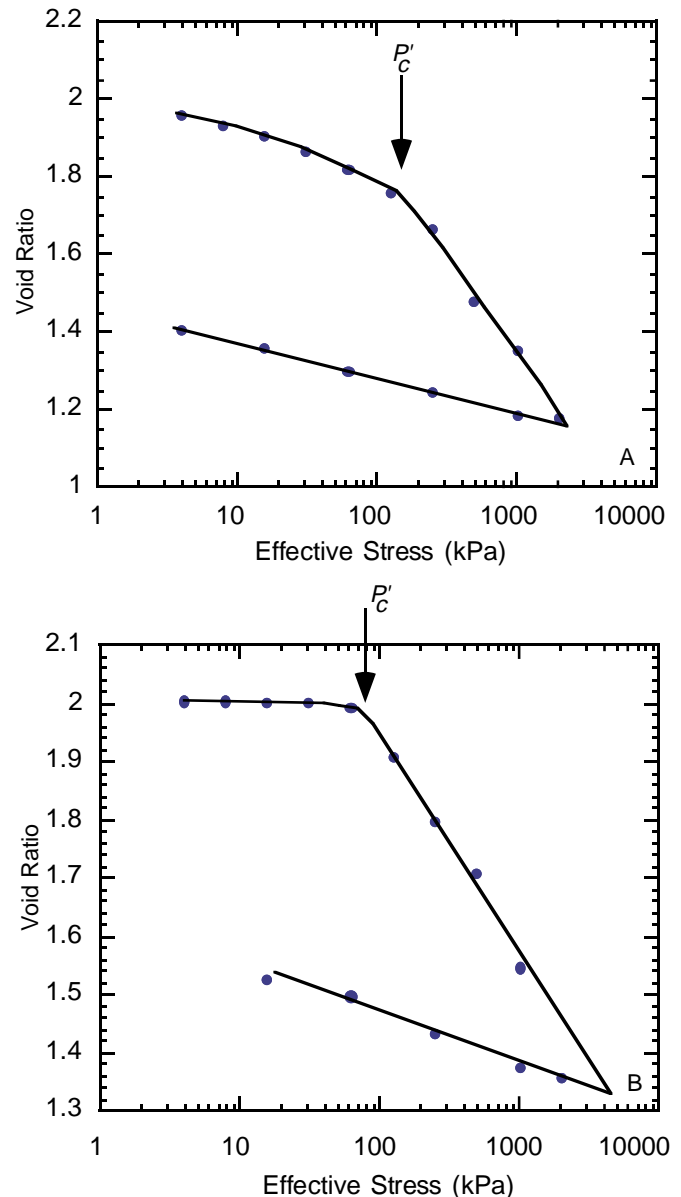 2.2
P'c
2
1.8
Void Ratio
1.6
1.4
1.2
A
1
1 10 100 1000 10000
Effective Stress (kPa)
P'c
2.1
2
1.9
1.8
Void Ratio
1.7
1.6
1.5
1.4
B
1.3
1 10 100 1000 10000
Effective Stress (kPa)